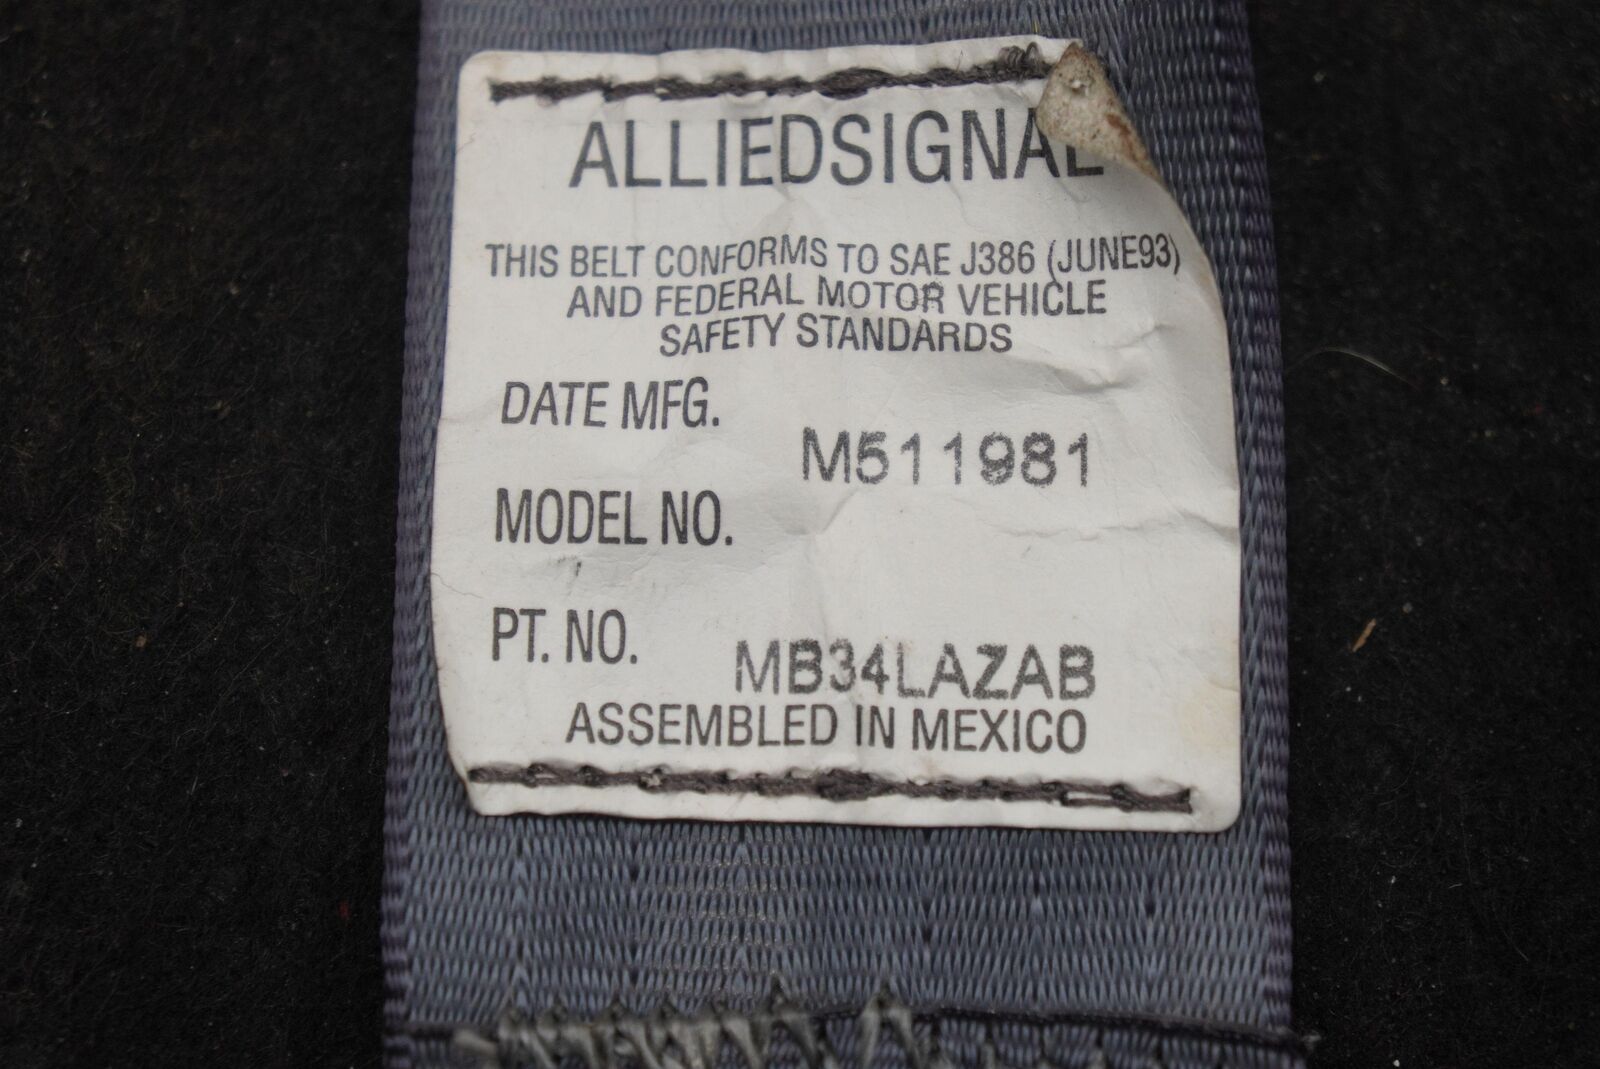 ALLIEDSIGNAL
THIS BELT CONFORMS TO SAE J386 (JUNE93)
AND FEDERAL MOTOR VEHICLE
SAFETY STANDARDS
DATE MFG. M511981
MODEL NO.
PT. NO. MB34LAZAB
ASSEMBLED IN MEXICO